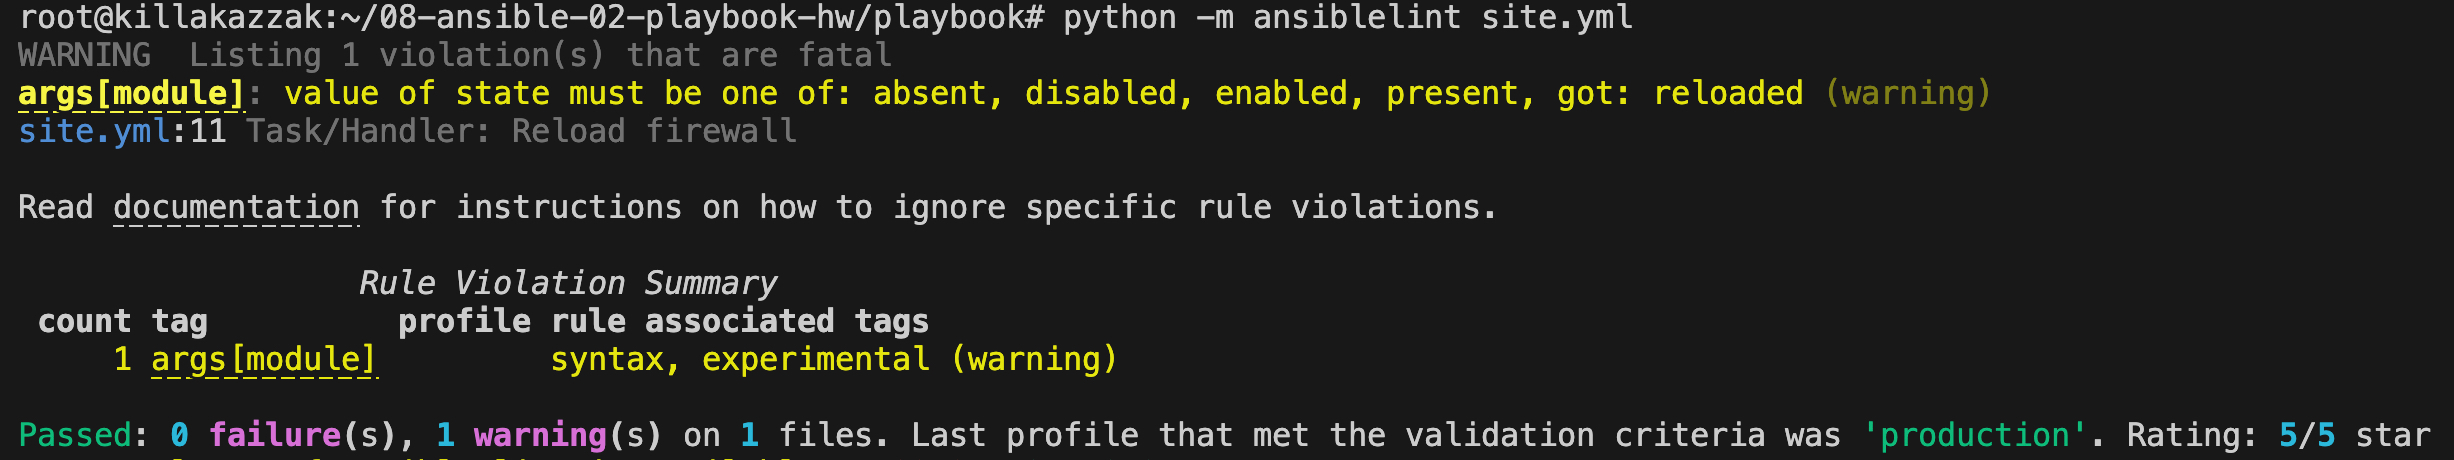 root@killakazzak:~/08-ansible-02-playbook-hw/playbook# python -m ansiblelint site.yml
WARNING  Listing 1 violation(s) that are fatal
args[module]: value of state must be one of: absent, disabled, enabled, present, got: reloaded (warning)
site.yml:11 Task/Handler: Reload firewall
Read documentation for instructions on how to ignore specific rule violations.
Rule Violation Summary
count tag          profile rule associated tags
1 args[module]         syntax, experimental (warning)
Passed: 0 failure(s), 1 warning(s) on 1 files. Last profile that met the validation criteria was 'production'. Rating: 5/5 star